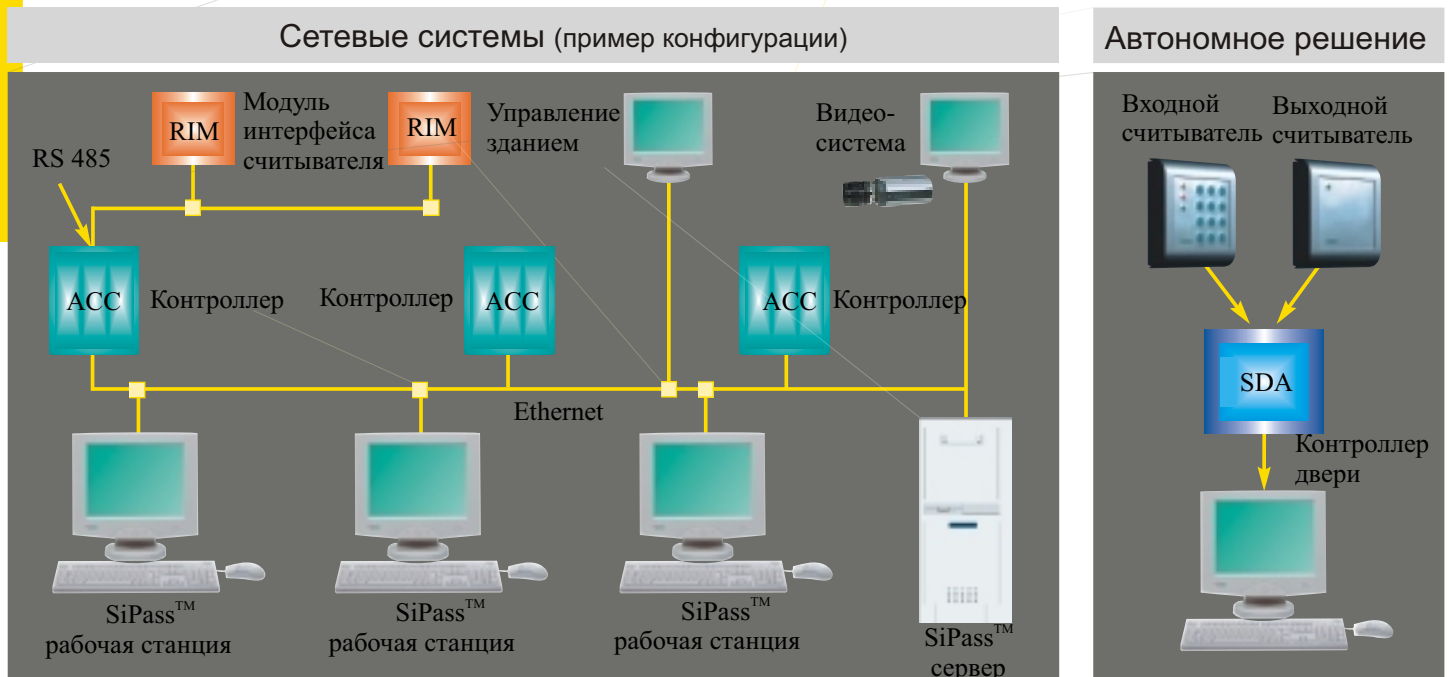 Сетевые системы (пример конфигурации)
Автономное решение
RIM
Модуль
интерфейса
считывателя
RIM
Управление
зданием
Видео-
система
RS 485
ACC
Контроллер
Контроллер
ACC
ACC
Контроллер
Ethernet
SiPass™
рабочая станция
SiPass™
рабочая станция
SiPass™
рабочая станция
SiPass™
сервер
Входной
считыватель
Выходной
считыватель
SDA
Контроллер
двери